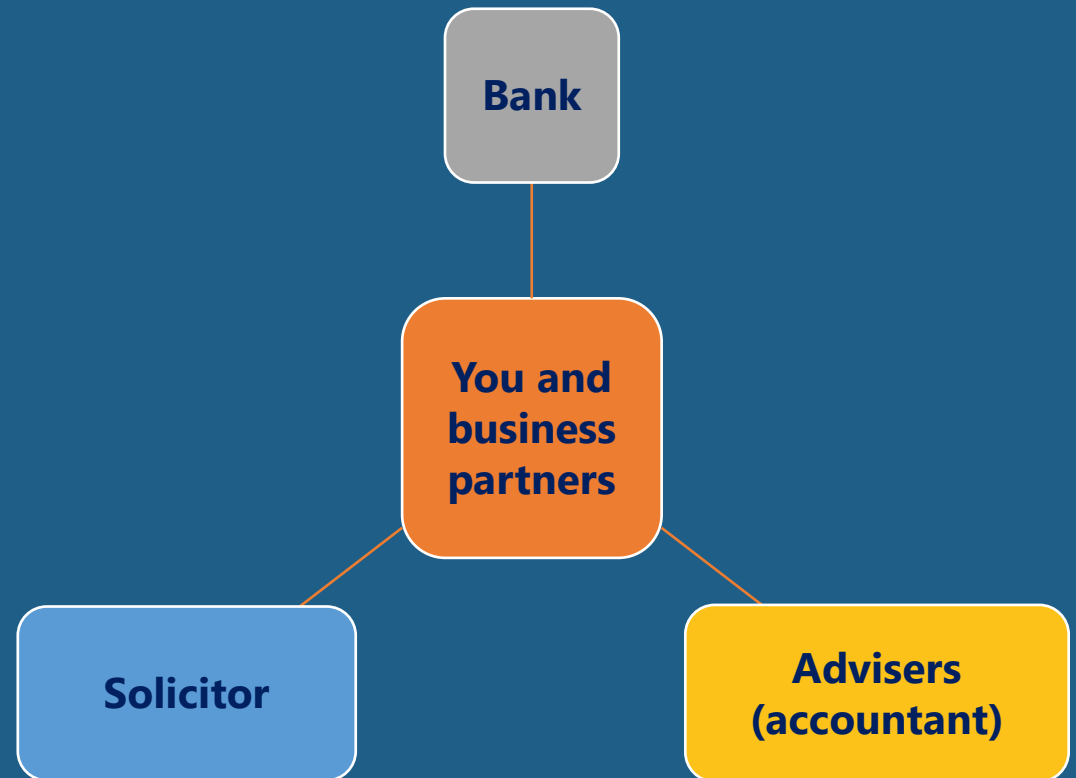 Bank
You and
business
partners
Solicitor
Advisers
(accountant)